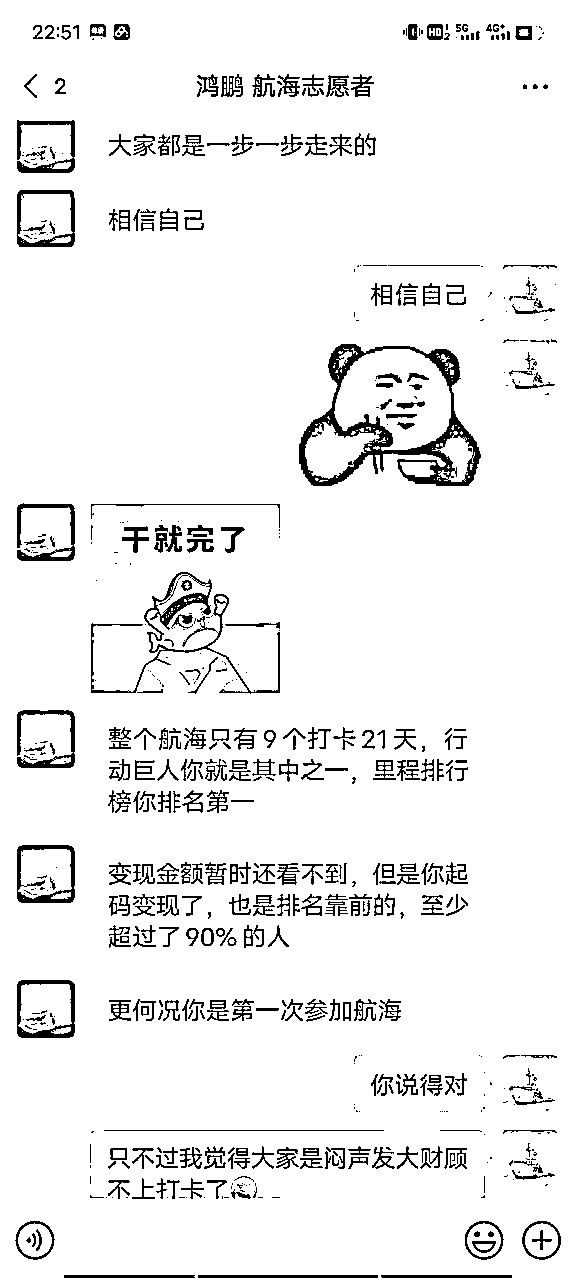 22:51
HD 5G 4G+
2
鸿鹏 航海志愿者
大家都是一步一步走来的
相信自己
相信自己
干就完了
整个航海只有9个打卡21天，行
动巨人你就是其中之一，里程排行
榜你排名第一
变现金额暂时还看不到，但是你起
码变现了，也是排名靠前的，至少
超过了90%的人
更何况你是第一次参加航海
你说得对
只不过我觉得大家是闷声发大财顾
不上打卡了